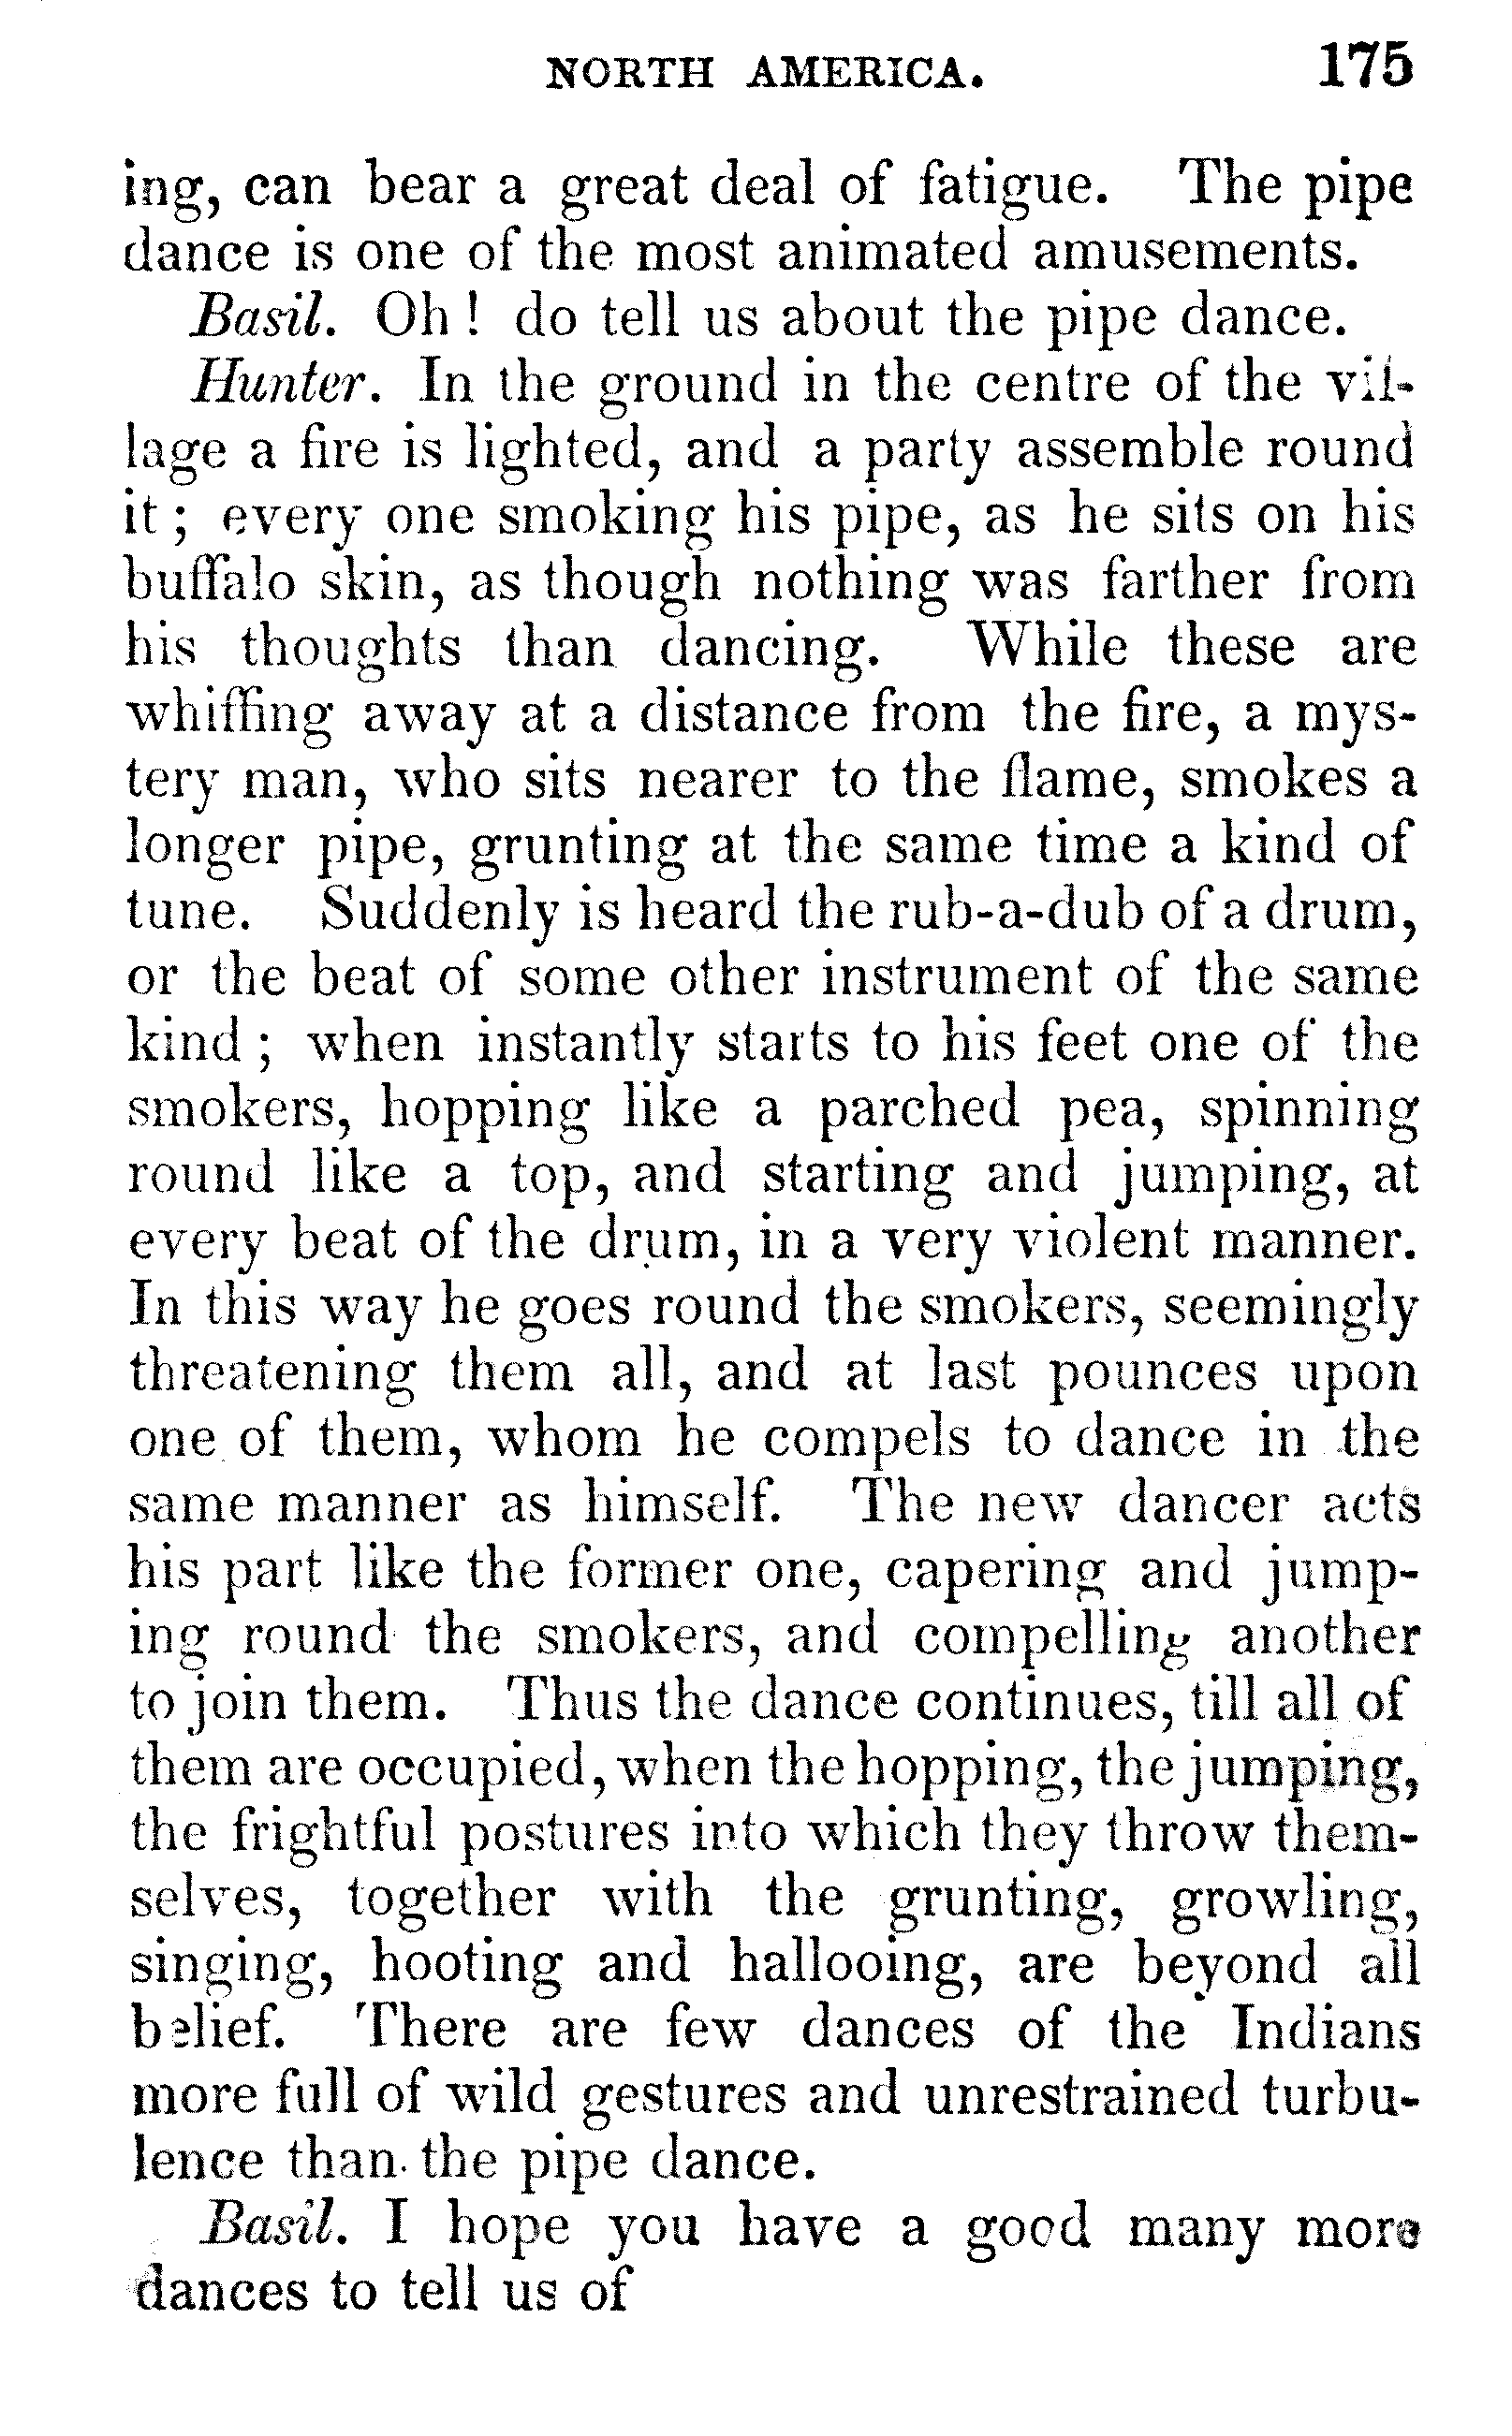 NORTH AMERICA. 175
ing, can bear a great deal of fatigue. The pipe
dance is one of the most animated amusements.
Basil. Oh! do tell us about the pipe dance.
Hunter. In the ground in the centre of the vil-
lage a fire is lighted, and a party assemble round
it; every one smoking his pipe, as he sits on his
buffalo skin, as though nothing was farther from
his thoughts than dancing. While these are
whiffing away at a distance from the fire, a mys-
tery man, who sits nearer to the flame, smokes a
longer pipe, grunting at the same time a kind of
tune. Suddenly is heard the rub-a-dub of a drum,
or the beat of some other instrument of the same
kind; when instantly starts to his feet one of the
smokers, hopping like a parched pea, spinning
round like a top, and starting and jumping, at
every beat of the drum, in a very violent manner.
In this way he goes round the smokers, seemingly
threatening them all, and at last pounces upon
one of them, whom he compels to dance in the
same manner as himself. The new dancer acts
his part like the former one, capering and jump-
ing round the smokers, and compelling another
to join them. Thus the dance continues, till all of
them are occupied, when the hopping, the jumping,
the frightful postures into which they throw them-
selves, together with the grunting, growling,
singing, hooting and hallooing, are beyond all
belief. There are few dances of the Indians
more full of wild gestures and unrestrained turbu-
lence than the pipe dance.
Basil. I hope you have a good many more
dances to tell us of